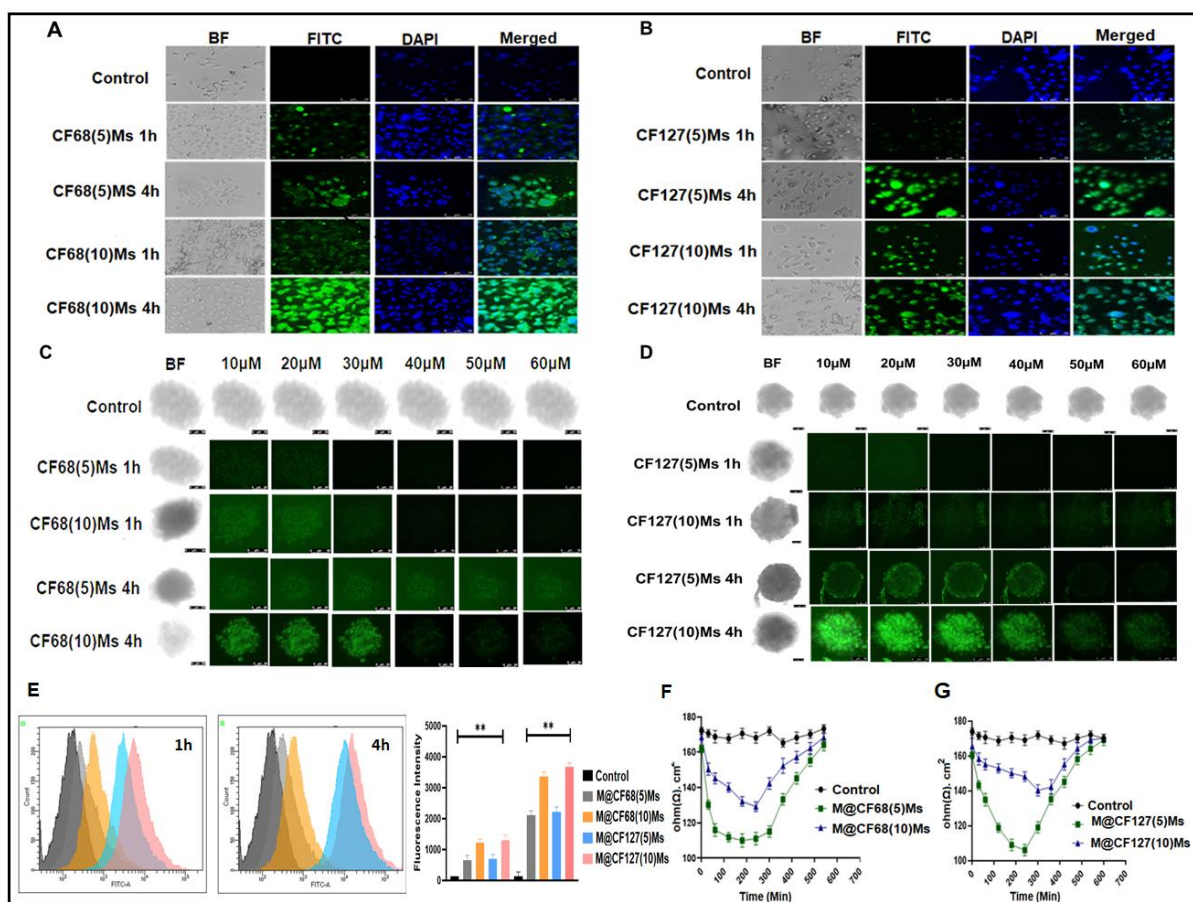 A
BF FITC DAPI Merged
Control
CF68(5)Ms 1h
CF68(5)MS 4h
CF68(10)Ms 1h
CF68(10)Ms 4h
B
BF FITC DAPI Merged
Control
CF127(5)Ms 1h
CF127(5)Ms 4h
CF127(10)Ms 1h
CF127(10)Ms 4h
C
BF 10µM 20µM 30µM 40µM 50µM 60µM
Control
CF68(5)Ms 1h
CF68(10)Ms 1h
CF68(5)Ms 4h
CF68(10)Ms 4h
D
BF 10µM 20µM 30µM 40µM 50µM 60µM
Control
CF127(5)Ms 1h
CF127(10)Ms 1h
CF127(5)Ms 4h
CF127(10)Ms 4h
E
1h
Count
FITC-A
4h
Count
FITC-A
** **
Fluorescence Intensity
5000
4000
3000
2000
1000
0
Control
M@CF68(5)Ms
M@CF68(10)Ms
M@CF127(5)Ms
M@CF127(10)Ms
F
ohm(Ω). cm²
180
160
140
120
100
0 100 200 300 400 500 600 700
Time (Min)
Control
M@CF68(5)Ms
M@CF68(10)Ms
G
ohm(Ω). cm²
180
160
140
120
100
0 100 200 300 400 500 600 700
Time (Min)
Control
M@CF127(5)Ms
M@CF127(10)Ms